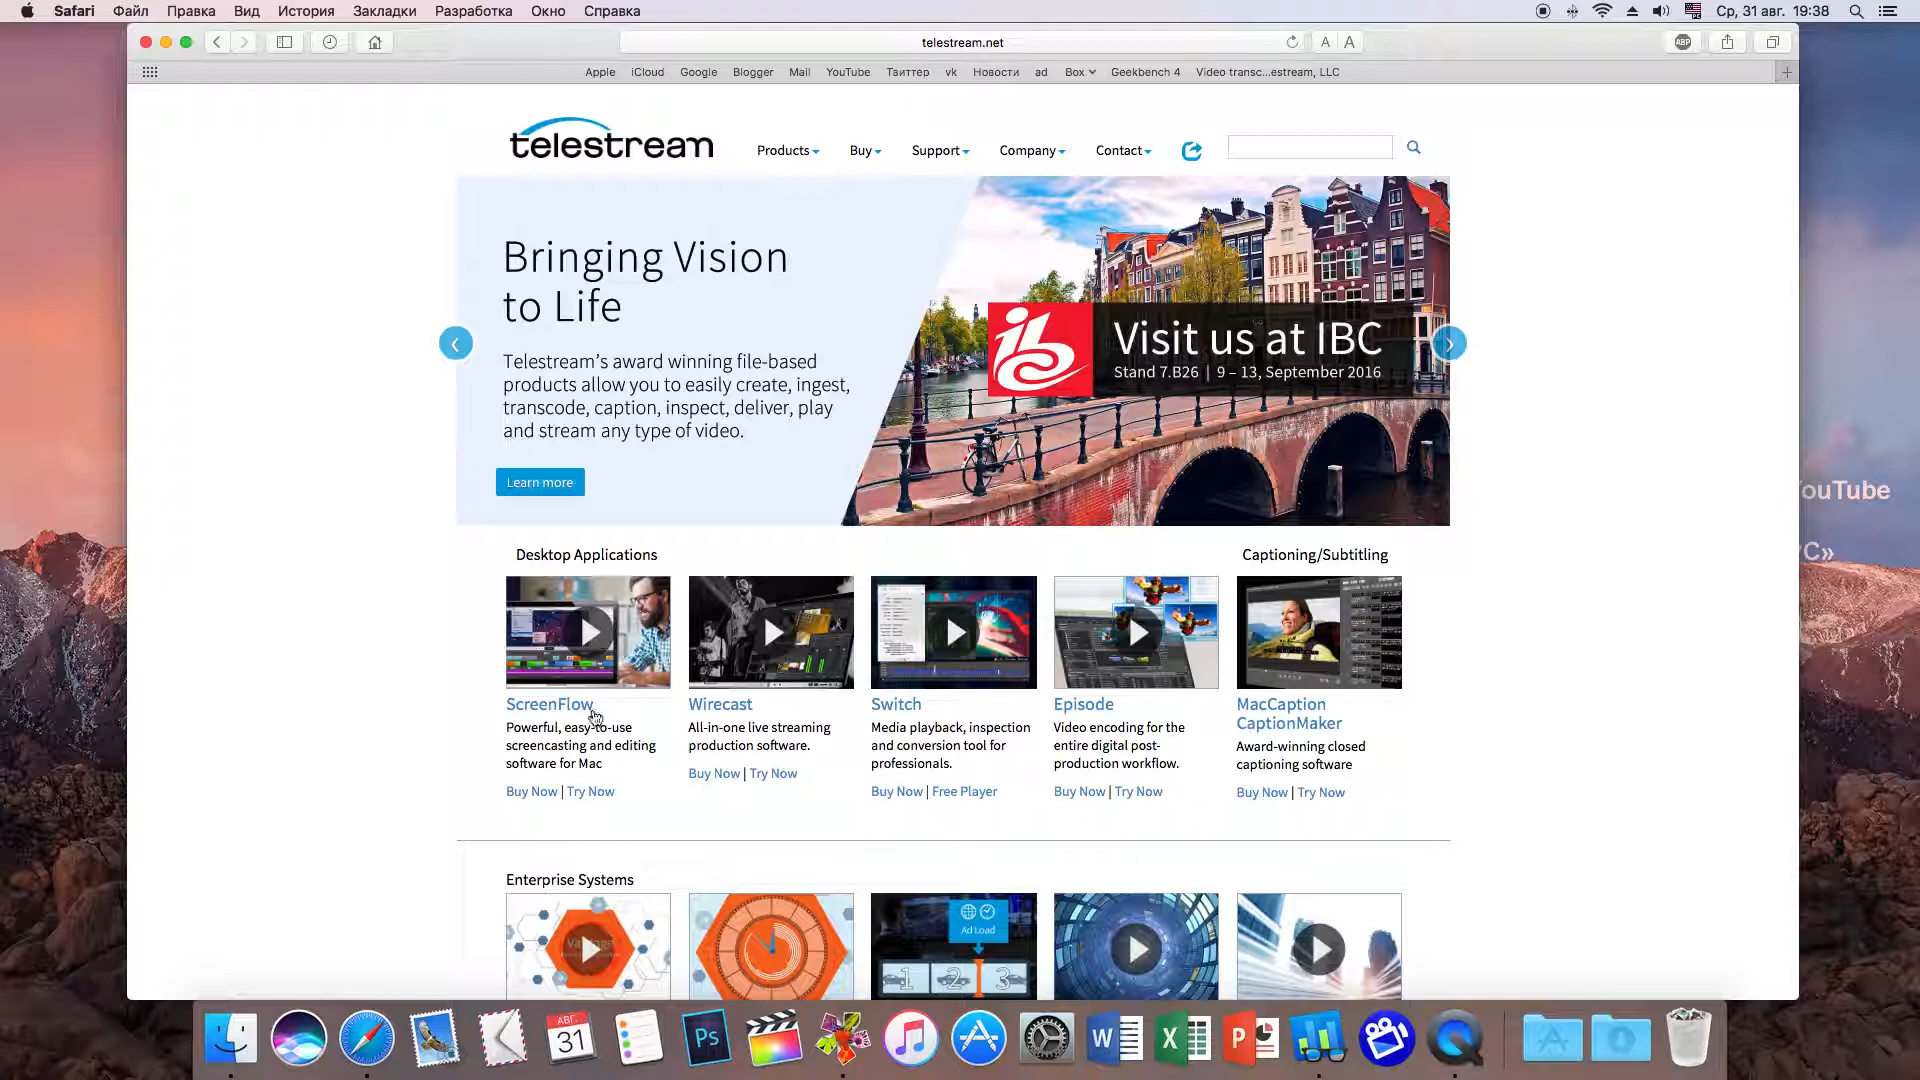 Safari Файл Правка Вид История Закладки Разработка Окно Справка Ср, 31 авг. 19:38
telestream.net A A ABP
Apple iCloud Google Blogger Mail YouTube Твиттер vk Новости ad Box Geekbench 4 Video transc...estream, LLC
telestream Products Buy Support Company Contact
Bringing Vision
to Life
Telestream's award winning file-based
products allow you to easily create, ingest,
transcode, caption, inspect, deliver, play
and stream any type of video.
Learn more
ibc
Visit us at IBC
Stand 7.B26 | 9 – 13, September 2016
ouTube
C»
Desktop Applications Captioning/Subtitling
ScreenFlow
Powerful, easy-to-use
screencasting and editing
software for Mac
Buy Now | Try Now
Wirecast
All-in-one live streaming
production software.
Buy Now | Try Now
Switch
Media playback, inspection
and conversion tool for
professionals.
Buy Now | Free Player
Episode
Video encoding for the
entire digital post-
production workflow.
Buy Now | Try Now
MacCaption
CaptionMaker
Award-winning closed
captioning software
Buy Now | Try Now
Enterprise Systems
Ad Load
1 2 3
АВГ.
31
Ps
W
X
P